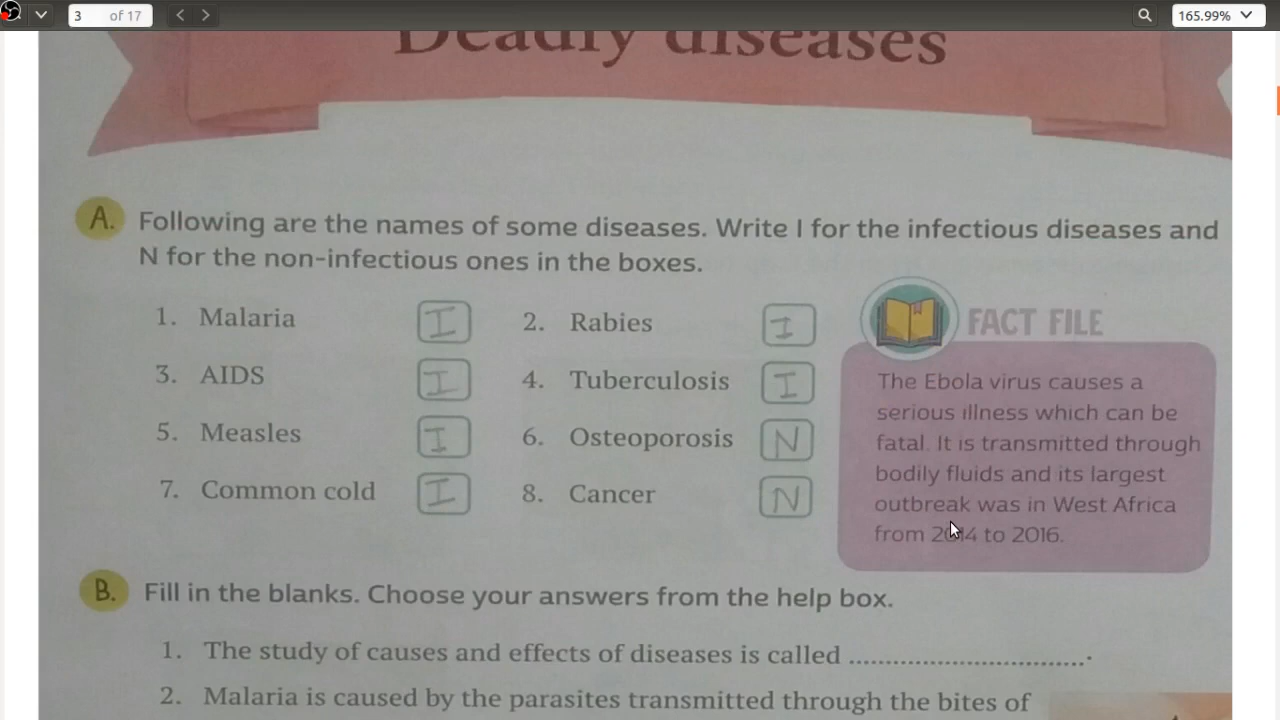 3 of 17
165.99%
Deadly diseases
A. Following are the names of some diseases. Write I for the infectious diseases and
N for the non-infectious ones in the boxes.
1. Malaria I 2. Rabies I
3. AIDS I 4. Tuberculosis I
5. Measles I 6. Osteoporosis N
7. Common cold I 8. Cancer N
FACT FILE
The Ebola virus causes a
serious illness which can be
fatal. It is transmitted through
bodily fluids and its largest
outbreak was in West Africa
from 2014 to 2016.
B. Fill in the blanks. Choose your answers from the help box.
1. The study of causes and effects of diseases is called ................................
2. Malaria is caused by the parasites transmitted through the bites of